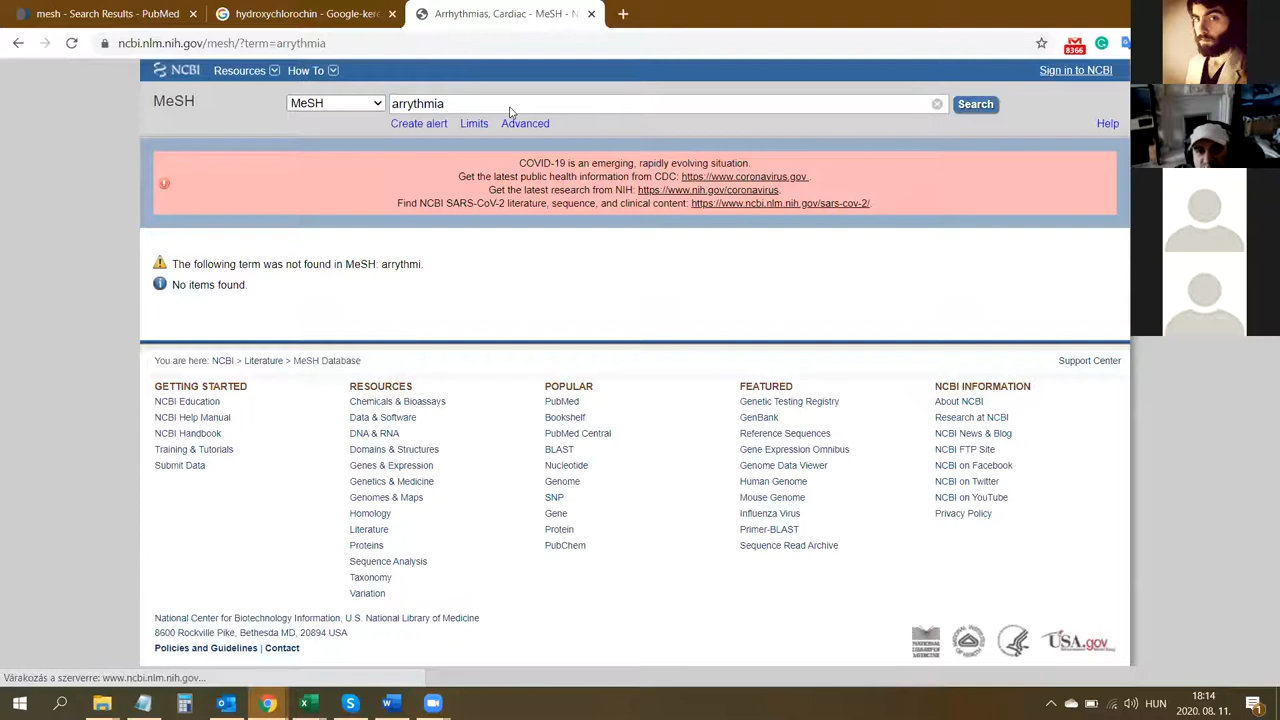 mesh - Search Results - PubMed
hydroxychlorochin - Google-ker
Arrhythmias, Cardiac - MeSH - N
ncbi.nlm.nih.gov/mesh/?term=arrythmia
8366
NCBI Resources How To Sign in to NCBI
MeSH MeSH arrythmia Search
Create alert Limits Advanced Help
COVID-19 is an emerging, rapidly evolving situation.
Get the latest public health information from CDC: https://www.coronavirus.gov .
Get the latest research from NIH: https://www.nih.gov/coronavirus.
Find NCBI SARS-CoV-2 literature, sequence, and clinical content: https://www.ncbi.nlm.nih.gov/sars-cov-2/.
The following term was not found in MeSH: arrythmi.
No items found.
You are here: NCBI > Literature > MeSH Database Support Center
GETTING STARTED
NCBI Education
NCBI Help Manual
NCBI Handbook
Training & Tutorials
Submit Data
RESOURCES
Chemicals & Bioassays
Data & Software
DNA & RNA
Domains & Structures
Genes & Expression
Genetics & Medicine
Genomes & Maps
Homology
Literature
Proteins
Sequence Analysis
Taxonomy
Variation
POPULAR
PubMed
Bookshelf
PubMed Central
BLAST
Nucleotide
Genome
SNP
Gene
Protein
PubChem
FEATURED
Genetic Testing Registry
GenBank
Reference Sequences
Gene Expression Omnibus
Genome Data Viewer
Human Genome
Mouse Genome
Influenza Virus
Primer-BLAST
Sequence Read Archive
NCBI INFORMATION
About NCBI
Research at NCBI
NCBI News & Blog
NCBI FTP Site
NCBI on Facebook
NCBI on Twitter
NCBI on YouTube
Privacy Policy
National Center for Biotechnology Information, U.S. National Library of Medicine
8600 Rockville Pike, Bethesda MD, 20894 USA
Policies and Guidelines | Contact
USA.gov
Várakozás a szerverre: www.ncbi.nlm.nih.gov...
HUN
18:14
2020. 08. 11.